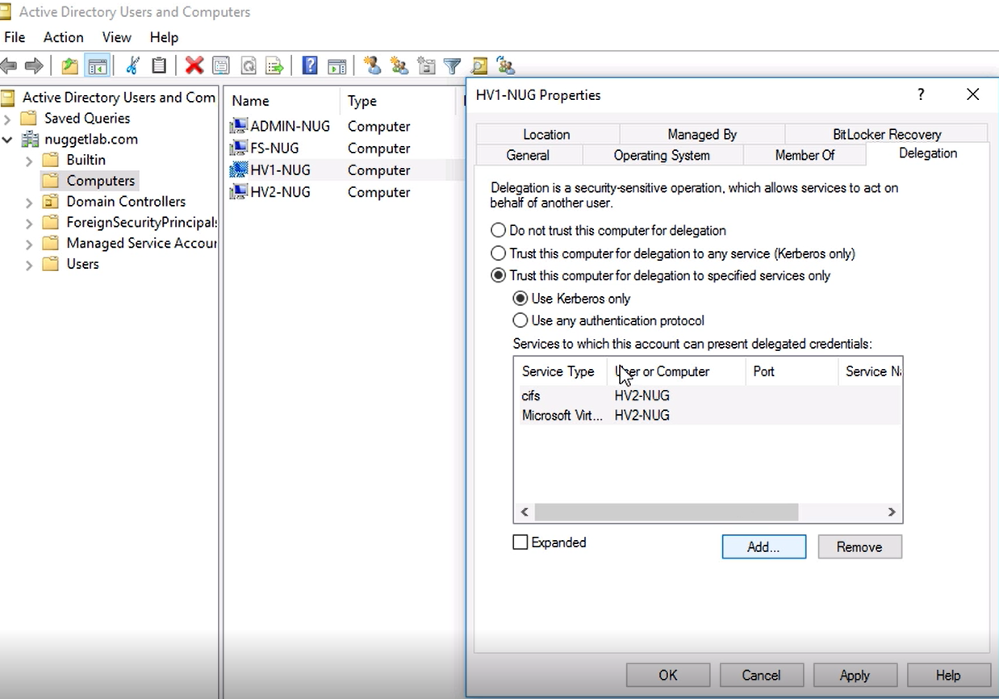 Active Directory Users and Computers
File Action View Help
Active Directory Users and Com
Saved Queries
nuggetlab.com
Builtin
Computers
Domain Controllers
ForeignSecurityPrincipals
Managed Service Accour
Users
Name Type
ADMIN-NUG Computer
FS-NUG Computer
HV1-NUG Computer
HV2-NUG Computer
HV1-NUG Properties
? 
Location Managed By BitLocker Recovery
General Operating System Member Of Delegation
Delegation is a security-sensitive operation, which allows services to act on
behalf of another user.
Do not trust this computer for delegation
Trust this computer for delegation to any service (Kerberos only)
Trust this computer for delegation to specified services only
Use Kerberos only
Use any authentication protocol
Services to which this account can present delegated credentials:
Service Type User or Computer Port Service Na
cifs HV2-NUG
Microsoft Virt... HV2-NUG
Expanded
Add... Remove
OK Cancel Apply Help